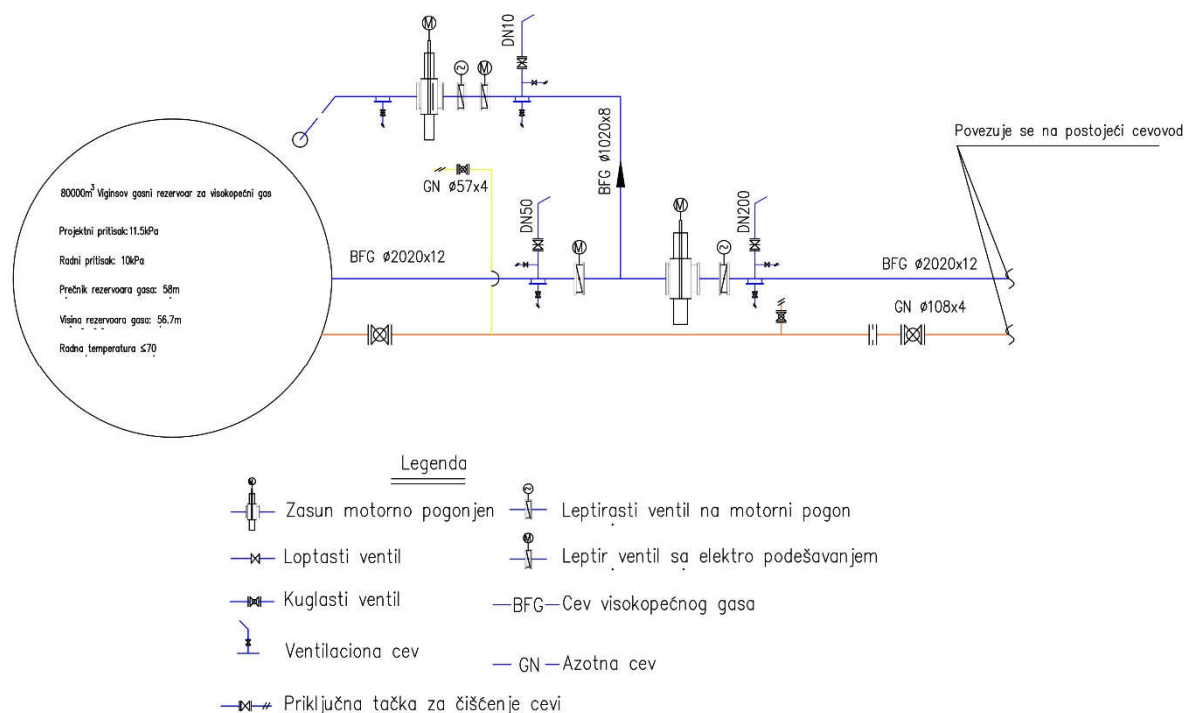 M
M
DN10
Povezuje se na postojeći cevovod
BFG ø1020x8
GN ø57x4
80000m³ Viginsov gasni rezervoar za visokopećni gas
Projektni pritisak:11.5kPa
Radni pritisak: 10kPa
Prečnik rezervoara gasa: 58m
Visina rezervoara gasa: 56.7m
Radna temperatura ≤70
DN50
M
M
DN200
BFG ø2020x12
BFG ø2020x12
GN ø108x4
Legenda
Zasun motorno pogonjen
Leptirasti ventil na motorni pogon
Loptasti ventil
M
Leptir ventil sa elektro podešavanjem
Kuglasti ventil
BFG
Cev visokopećnog gasa
Ventilaciona cev
GN
Azotna cev
Priključna tačka za čišćenje cevi